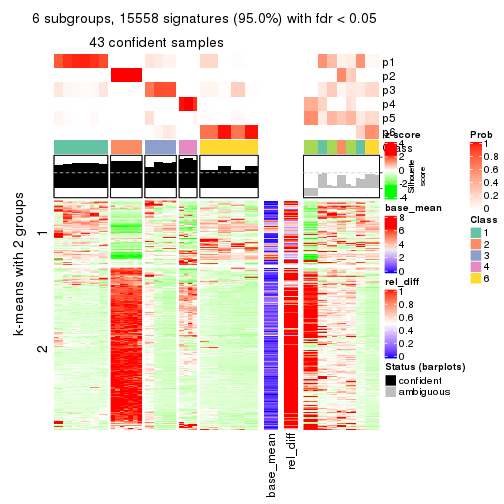 6 subgroups, 15558 signatures (95.0%) with fdr < 0.05
43 confident samples
p1
p2
p3
p4
p5
p6
Class
z-score
4
2
0
-2
-4
Silhouette
score
base_mean
8
6
4
2
0
rel_diff
1
0.8
0.6
0.4
0.2
0
Status (barplots)
confident
ambiguous
Prob
1
0.8
0.6
0.4
0.2
0
Class
1
2
3
4
6
k-means with 2 groups
1
2
base_mean
rel_diff